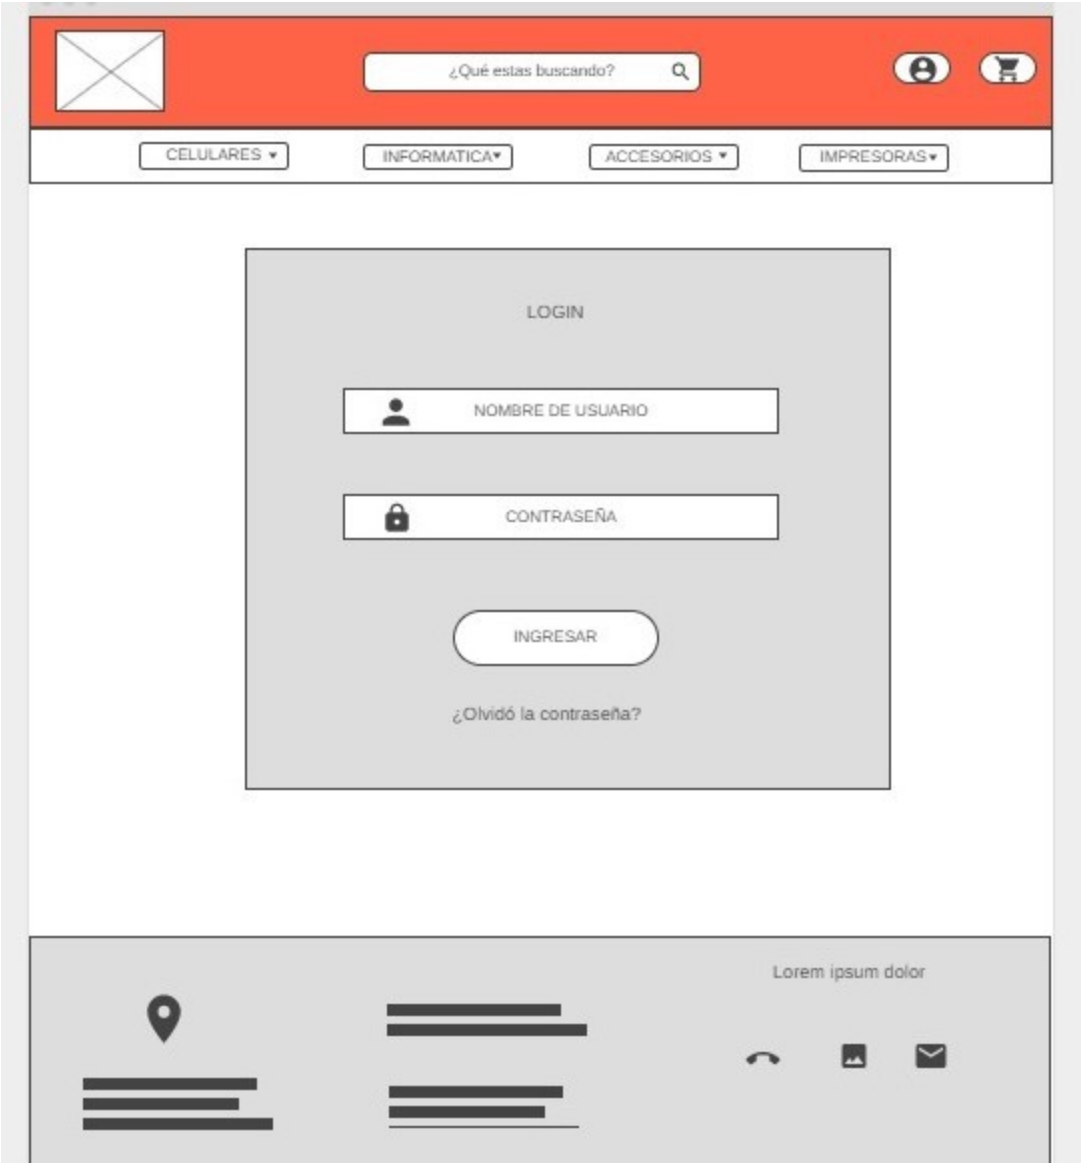 ¿Qué estas buscando?
CELULARES
INFORMATICA
ACCESORIOS
IMPRESORAS
LOGIN
NOMBRE DE USUARIO
CONTRASEÑA
INGRESAR
¿Olvidó la contraseña?
Lorem ipsum dolor